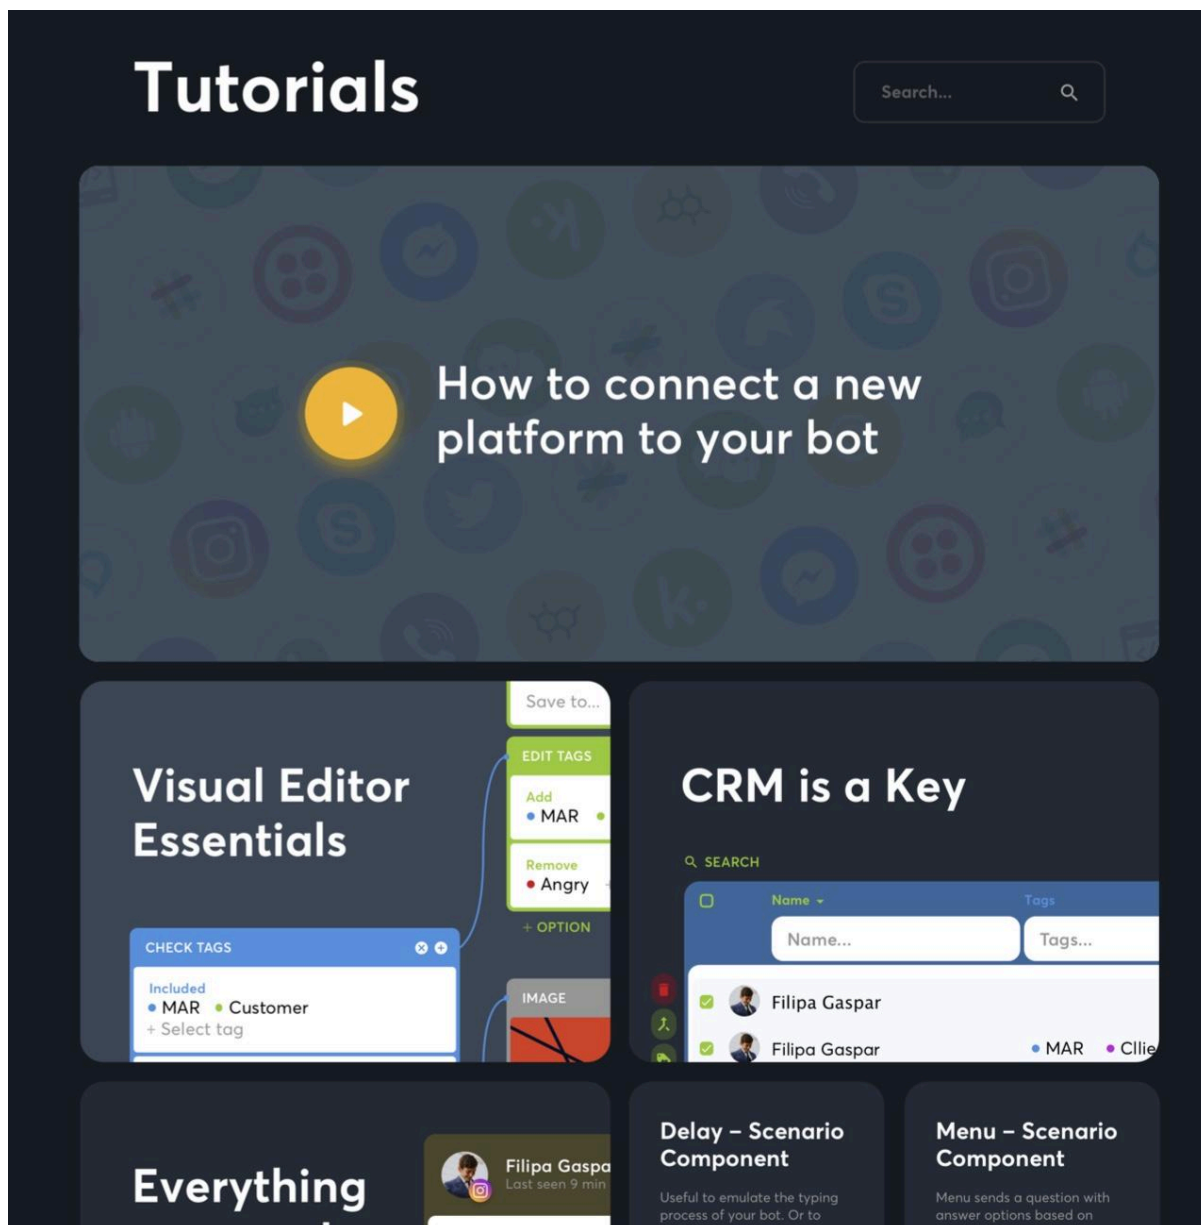 Tutorials
Search...
How to connect a new
platform to your bot
Visual Editor
Essentials
Save to...
EDIT TAGS
Add
MAR
Remove
Angry
+ OPTION
CHECK TAGS
Included
MAR Customer
+ Select tag
IMAGE
CRM is a Key
SEARCH
Name Tags
Name... Tags...
Filipa Gaspar
Filipa Gaspar MAR Cllie
Everything
Filipa Gaspa
Last seen 9 min
Delay – Scenario
Component
Useful to emulate the typing
process of your bot. Or to
Menu – Scenario
Component
Menu sends a question with
answer options based on